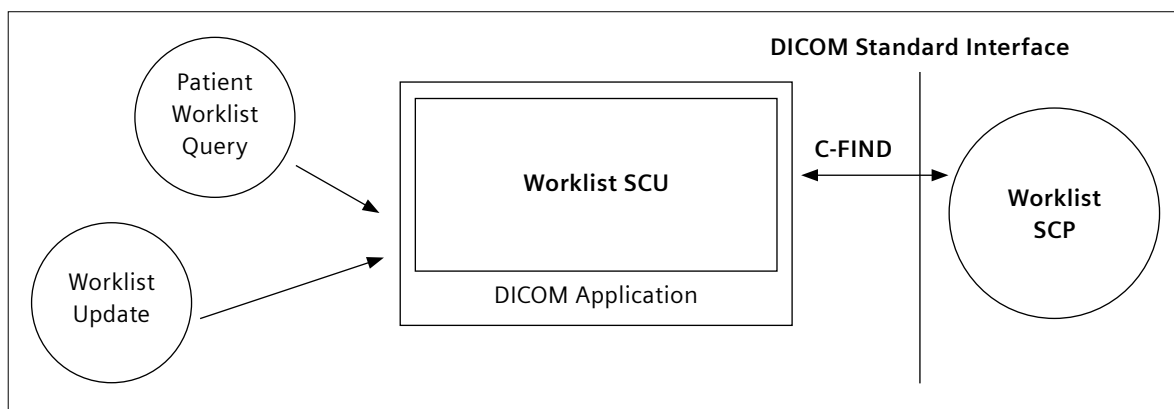 Patient
Worklist
Query
Worklist
Update
Worklist SCU
DICOM Application
DICOM Standard Interface
C-FIND
Worklist
SCP